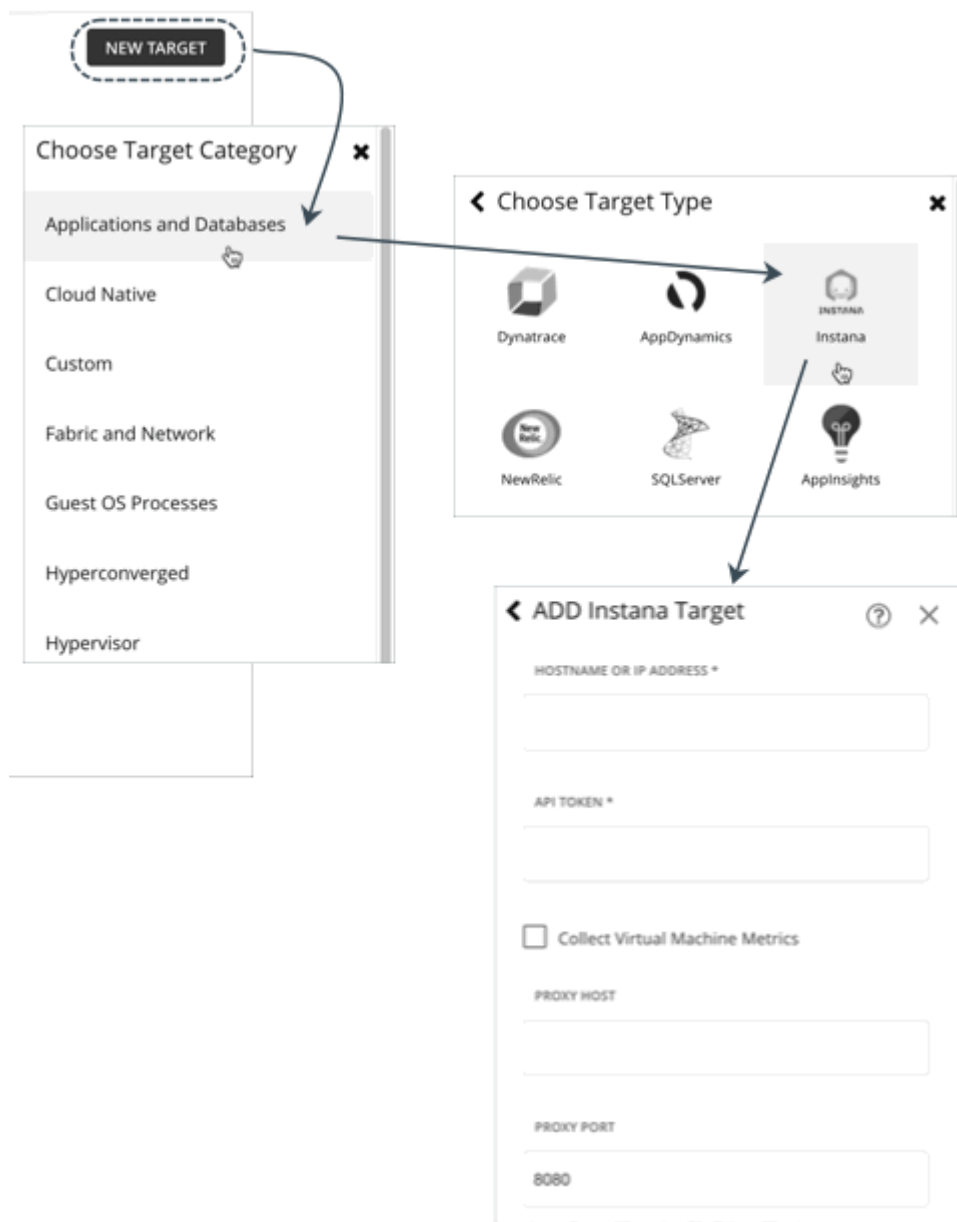 NEW TARGET
Choose Target Category
Applications and Databases
Cloud Native
Custom
Fabric and Network
Guest OS Processes
Hyperconverged
Hypervisor
Choose Target Type
Dynatrace
AppDynamics
INSTANA
Instana
New
Relic
NewRelic
SQLServer
AppInsights
ADD Instana Target
HOSTNAME OR IP ADDRESS *
API TOKEN *
Collect Virtual Machine Metrics
PROXY HOST
PROXY PORT
8080